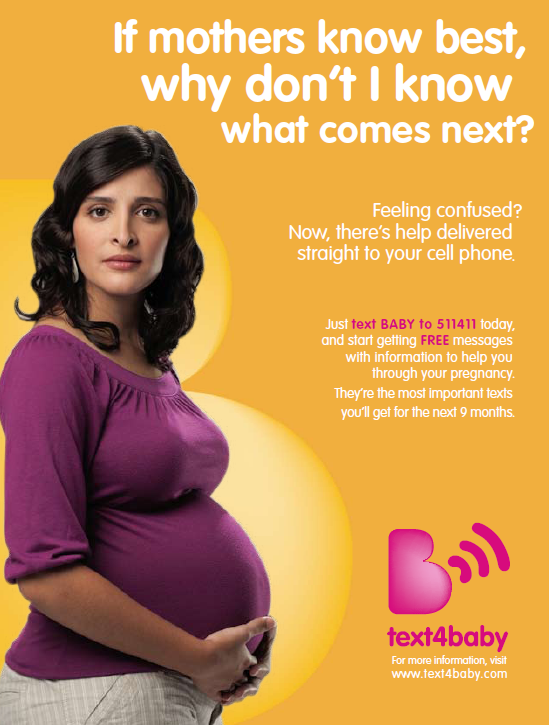 If mothers know best,
why don't I know
what comes next?
Feeling confused?
Now, there's help delivered
straight to your cell phone.
Just text BABY to 511411 today,
and start getting FREE messages
with information to help you
through your pregnancy.
They're the most important texts
you'll get for the next 9 months.
text4baby
For more information, visit
www.text4baby.com